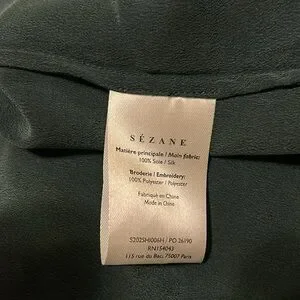 SÉZANE
Matière principale / Main fabric:
100% Soie / Silk
Broderie / Embroidery:
100% Polyester / Polyester
Fabriqué en Chine
Made in China
S202SH006H / PO 26190
RN154043
115 rue du Bac, 75007 Paris